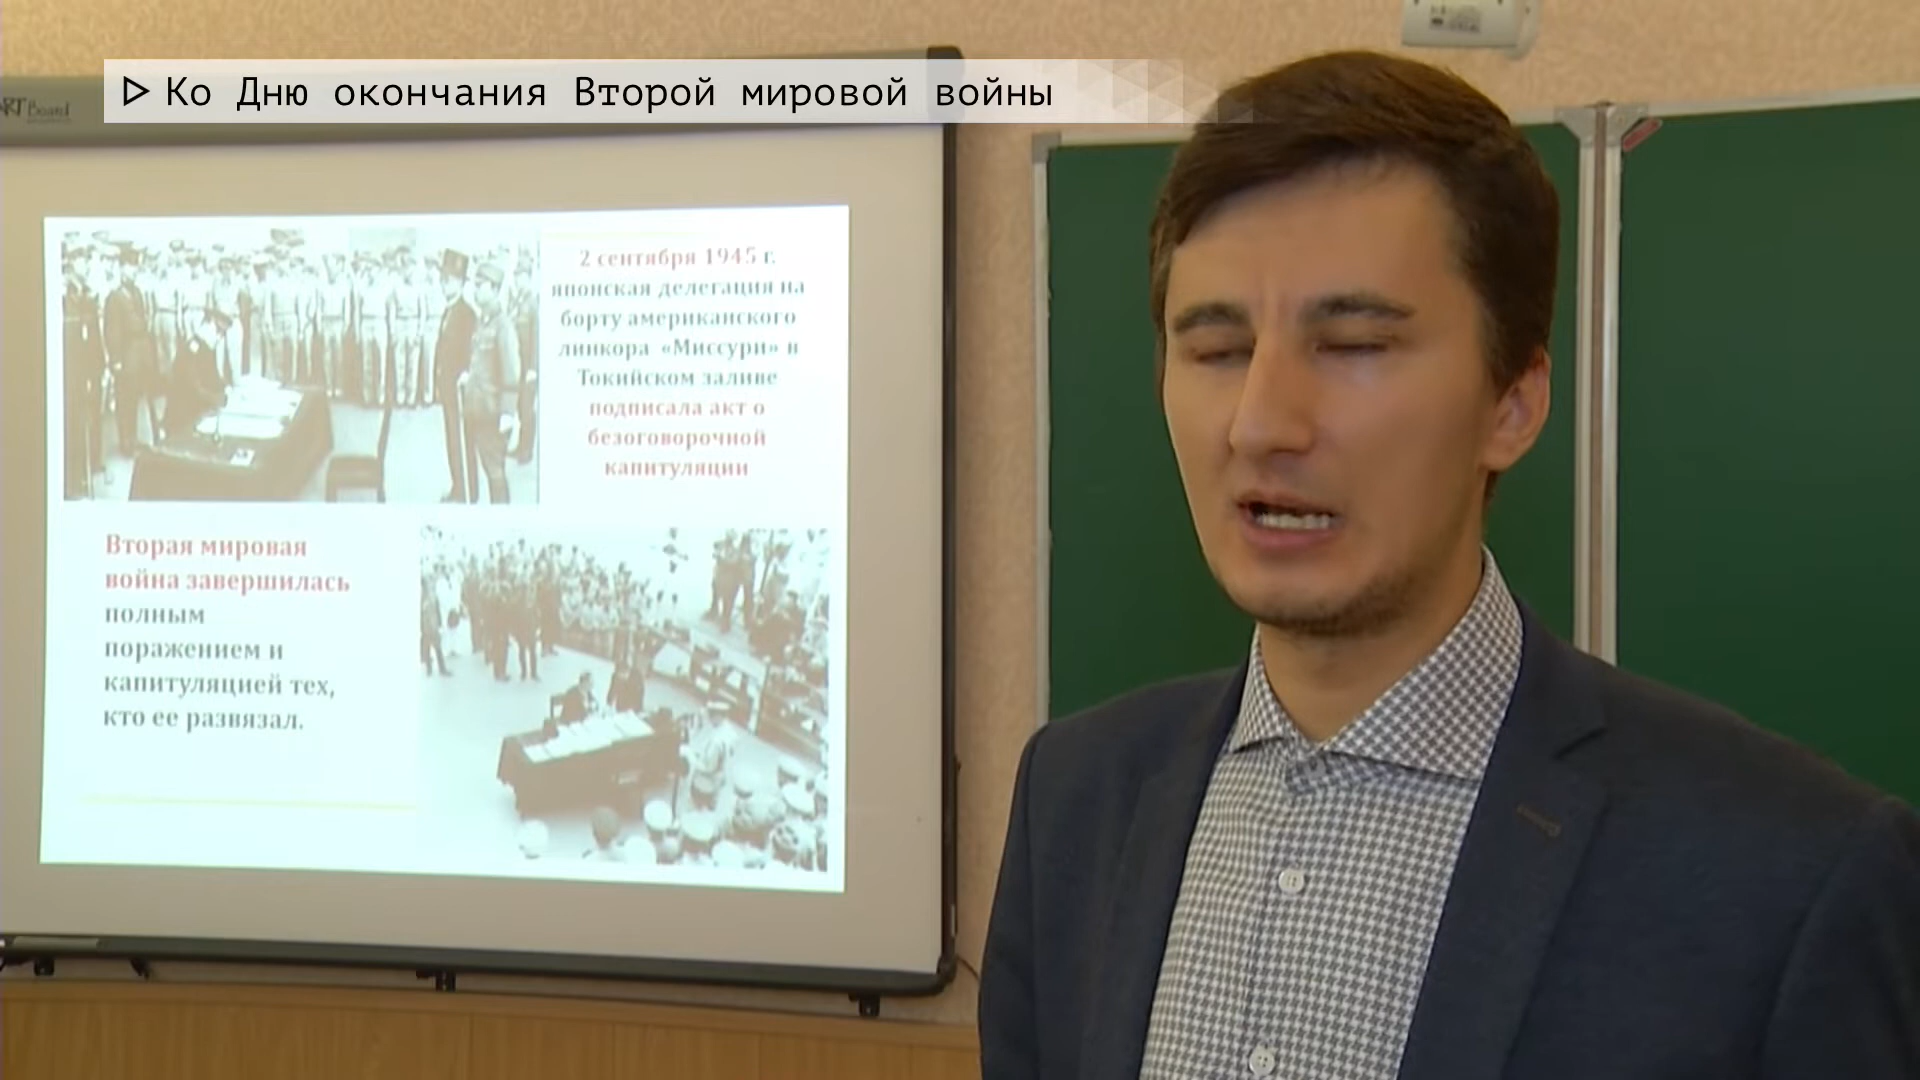 Ко Дню окончания Второй мировой войны
Board
2 сентября 1945 г.
японская делегация на
борту американского
линкора «Миссури» в
Токийском заливе
подписала акт о
безоговорочной
капитуляции
Вторая мировая
война завершилась
полным
поражением и
капитуляцией тех,
кто ее развязал.